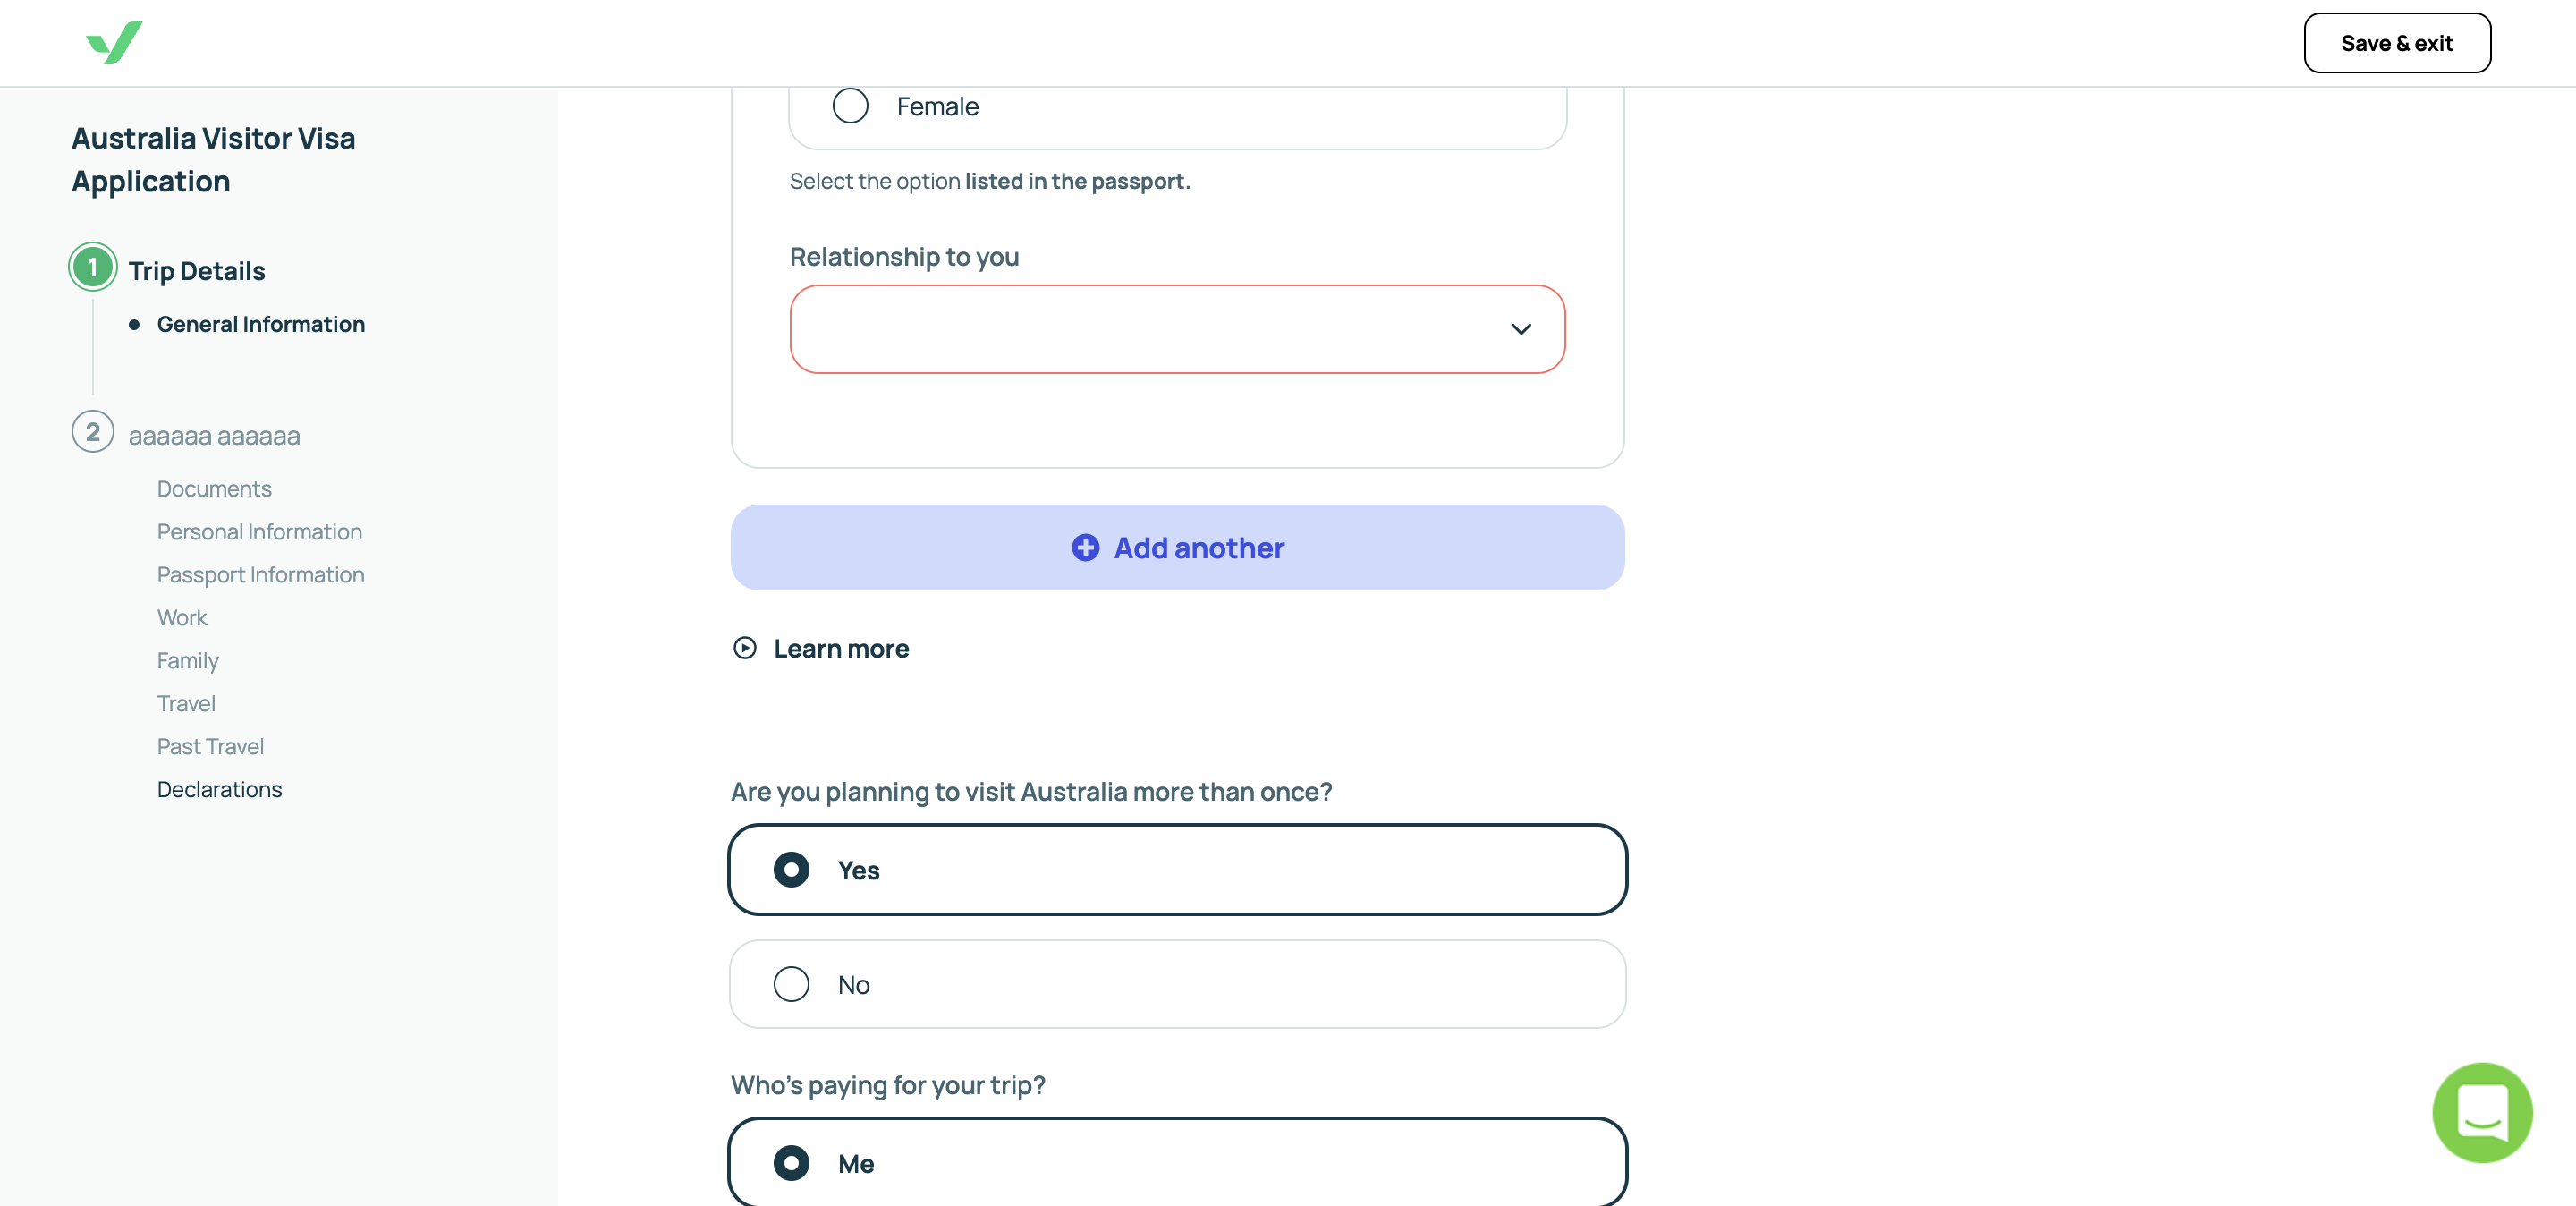 Save & exit
Australia Visitor Visa
Application
1
Trip Details
General Information
2
aaaaaa aaaaaa
Documents
Personal Information
Passport Information
Work
Family
Travel
Past Travel
Declarations
Female
Select the option listed in the passport.
Relationship to you
Add another
Learn more
Are you planning to visit Australia more than once?
Yes
No
Who's paying for your trip?
Me